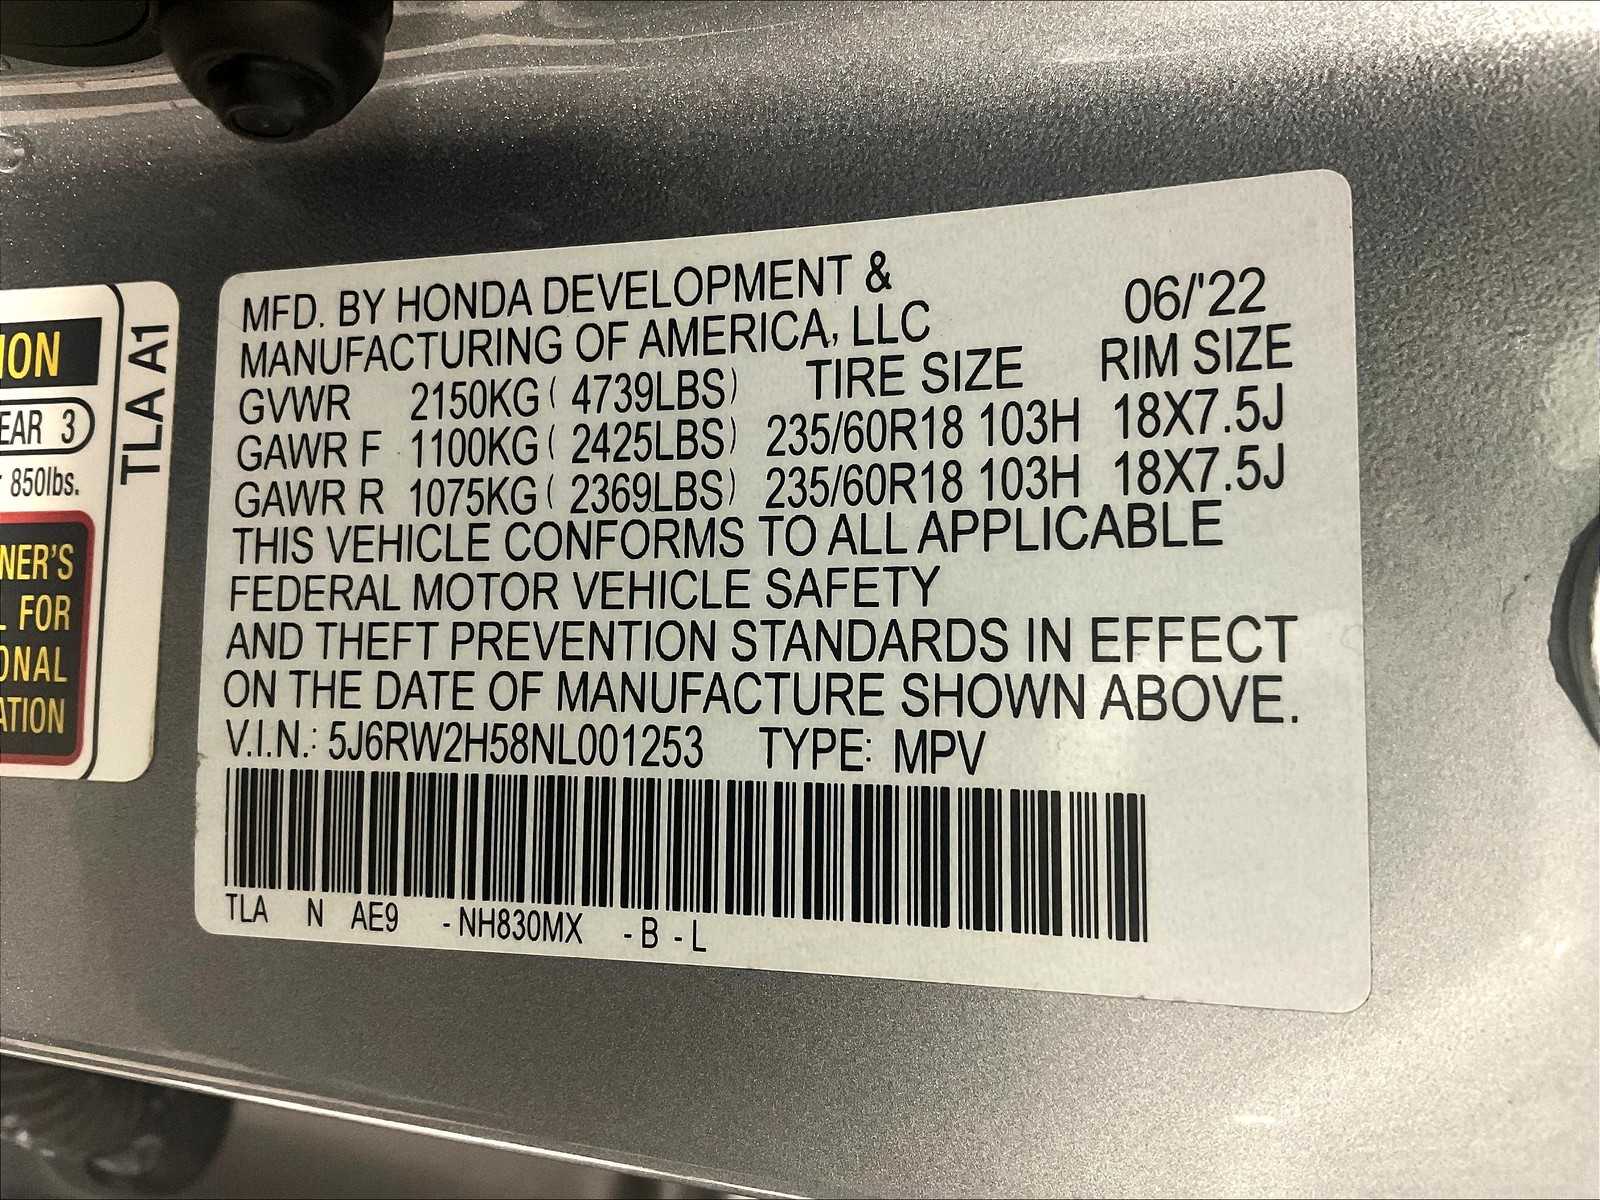 MFD. BY HONDA DEVELOPMENT &
MANUFACTURING OF AMERICA, LLC 06/'22
GVWR 2150KG ( 4739LBS) TIRE SIZE RIM SIZE
GAWR F 1100KG ( 2425LBS) 235/60R18 103H 18X7.5J
GAWR R 1075KG ( 2369LBS) 235/60R18 103H 18X7.5J
THIS VEHICLE CONFORMS TO ALL APPLICABLE
FEDERAL MOTOR VEHICLE SAFETY
AND THEFT PREVENTION STANDARDS IN EFFECT
ON THE DATE OF MANUFACTURE SHOWN ABOVE.
V.I.N.: 5J6RW2H58NL001253 TYPE: MPV
TLA N AE9 -NH830MX -B -L
TLA A1
ION
EAR 3
850lbs.
NER'S
L FOR
ONAL
ATION